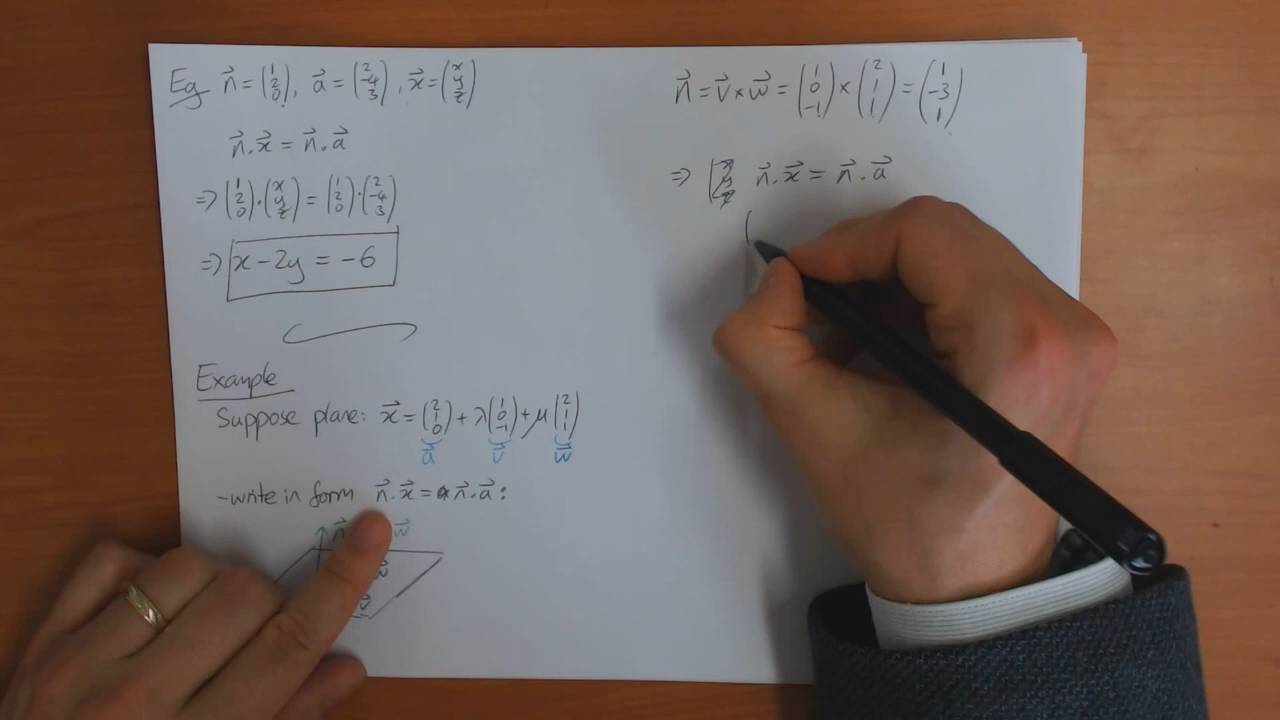 Eg n⃗ = (1 2 0), a⃗ = (2 -4 3), x⃗ = (x y z)
n⃗.x⃗ = n⃗.a⃗
=> (1 2 0).(x y z) = (1 2 0).(2 -4 3)
=> x - 2y = -6
Example
Suppose plane: x⃗ = (2 1 0) + λ(1 0 -1) + μ(2 1 1)
a⃗ v⃗ w⃗
-write in form n⃗.x⃗ = n⃗.a⃗:
n⃗ w⃗
w⃗
v⃗
n⃗ = v⃗ × w⃗ = (1 0 -1) × (2 1 1) = (1 -3 1)
=> n⃗.x⃗ = n⃗.a⃗
(